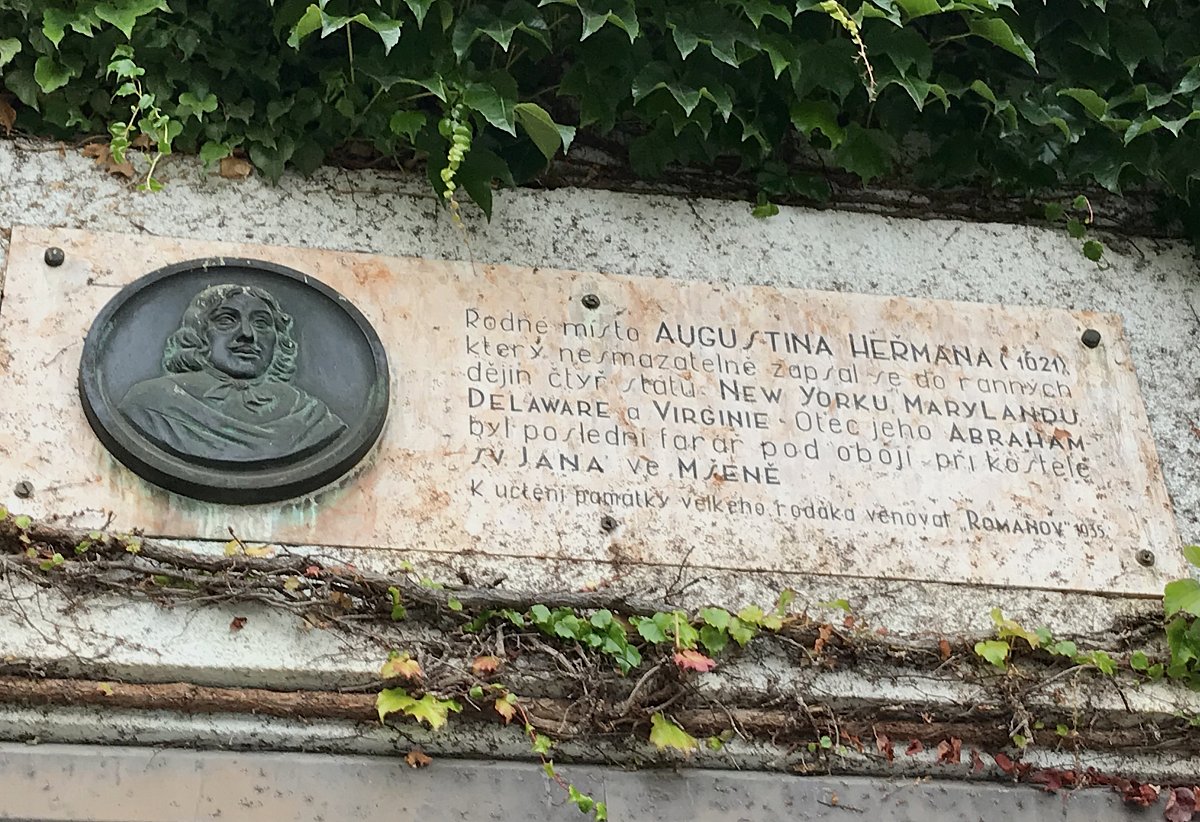 Rodné místo AUGUSTINA HEŘMANA (1621),
který nesmazatelně zapsal se do ranných
dějin čtyř států: NEW YORKU, MARYLANDU,
DELAWARE a VIRGINIE. Otec jeho ABRAHAM
byl poslední farář pod obojí při kostele
sv. JANA ve MŠENĚ
K uctění památky velkého rodáka věnoval „ROMANOV" 1935.